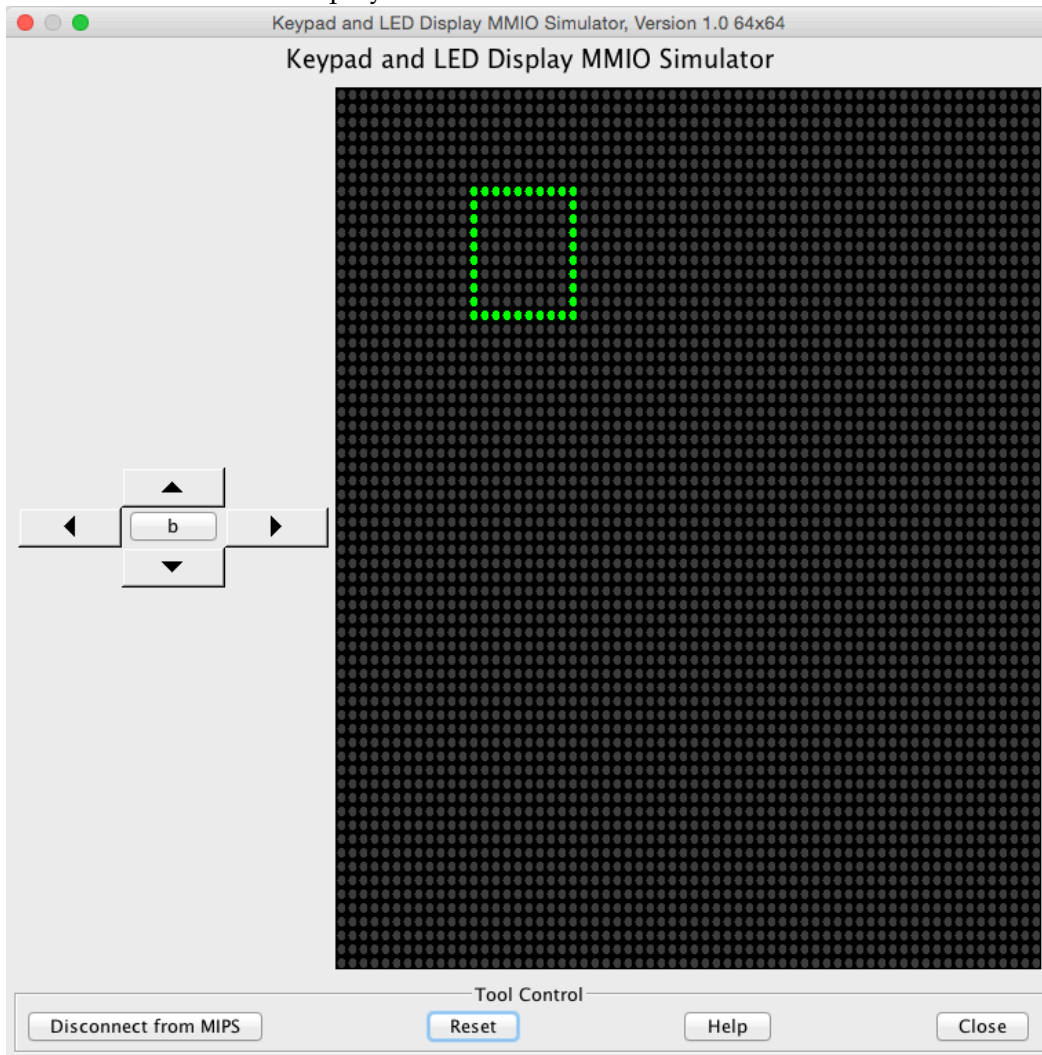 Keypad and LED Display MMIO Simulator, Version 1.0 64x64
Keypad and LED Display MMIO Simulator
b
Tool Control
Disconnect from MIPS Reset Help Close